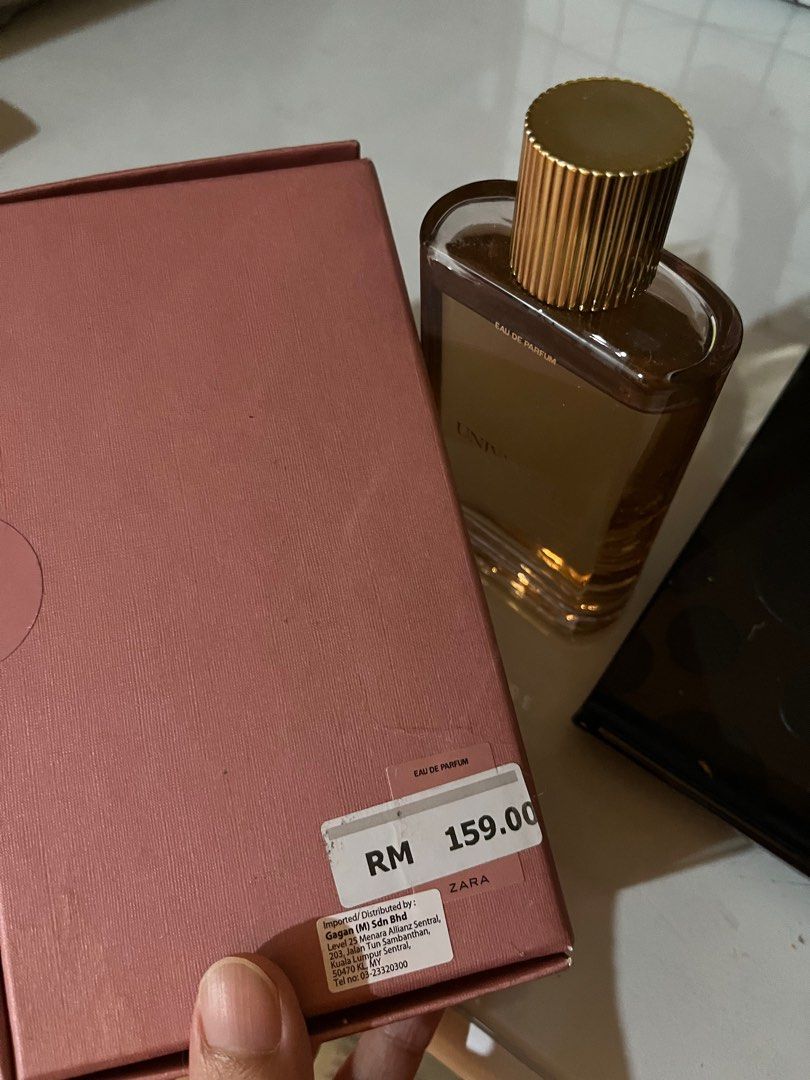 EAU DE PARFUM
EAU DE PARFUM
RM 159.00
ZARA
Imported/ Distributed by :
Gagan (M) Sdn Bhd
Level 25 Menara Allianz Sentral,
203, Jalan Tun Sambanthan,
Kuala Lumpur Sentral,
50470 KL, MY
Tel no: 03-23320300